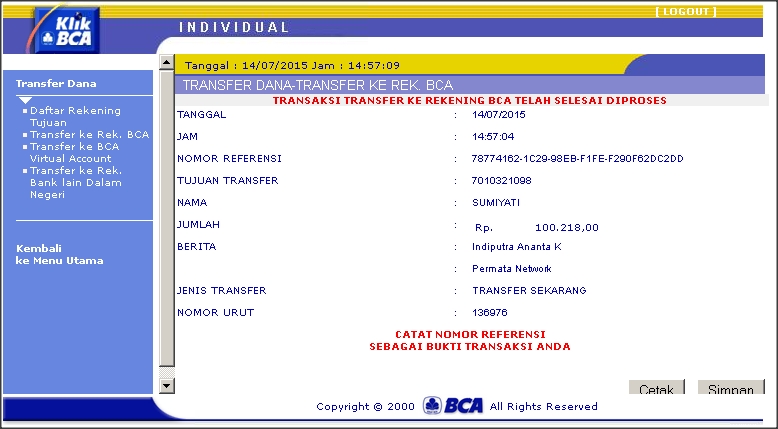 [ LOGOUT ]
Klik
BCA
INDIVIDUAL
Tanggal : 14/07/2015 Jam : 14:57:09
Transfer Dana
Daftar Rekening
Tujuan
Transfer ke Rek. BCA
Transfer ke BCA
Virtual Account
Transfer ke Rek.
Bank lain Dalam
Negeri
Kembali
ke Menu Utama
TRANSFER DANA-TRANSFER KE REK. BCA
TRANSAKSI TRANSFER KE REKENING BCA TELAH SELESAI DIPROSES
TANGGAL : 14/07/2015
JAM : 14:57:04
NOMOR REFERENSI : 78774162-1C29-98EB-F1FE-F290F62DC2DD
TUJUAN TRANSFER : 7010321098
NAMA : SUMIYATI
JUMLAH : Rp. 100.218,00
BERITA : Indiputra Ananta K
: Permata Network
JENIS TRANSFER : TRANSFER SEKARANG
NOMOR URUT : 136976
CATAT NOMOR REFERENSI
SEBAGAI BUKTI TRANSAKSI ANDA
Cetak Simpan
Copyright © 2000 BCA All Rights Reserved